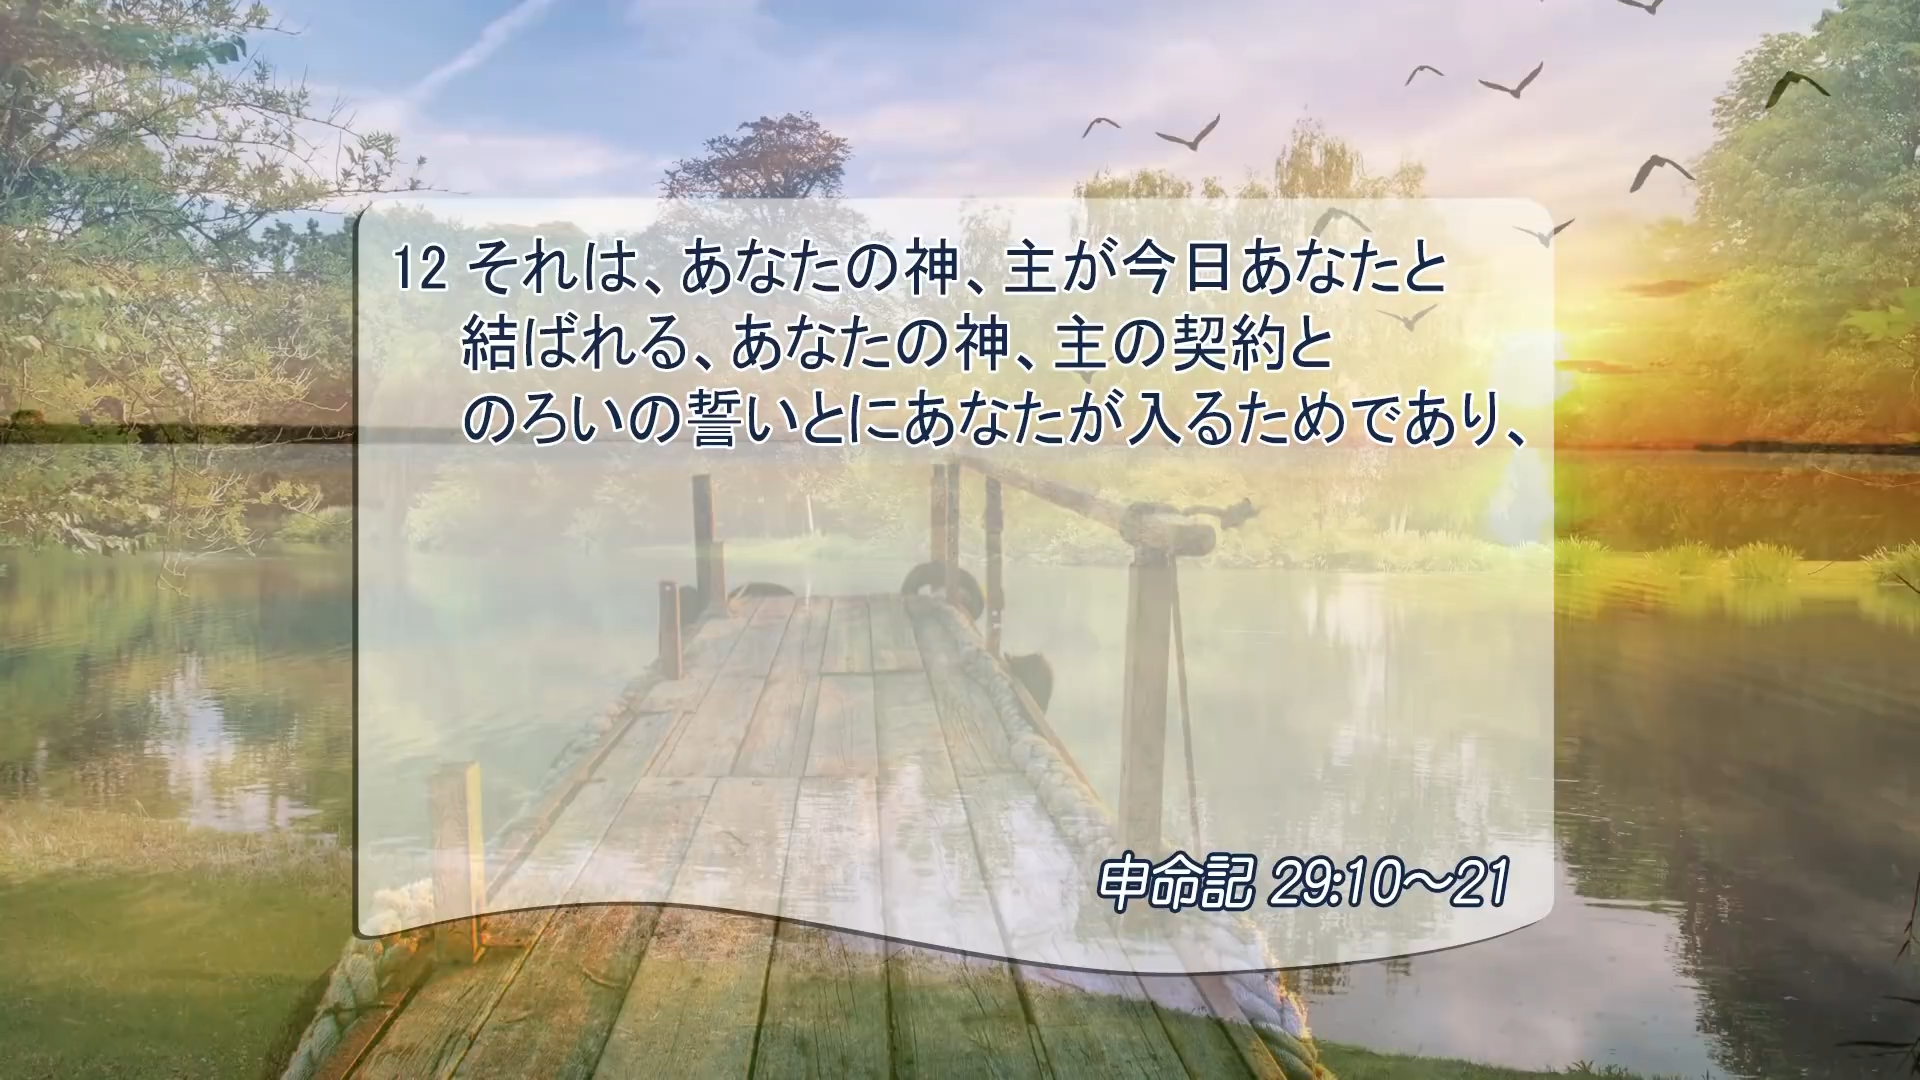 12 それは、あなたの神、主が今日あなたと
結ばれる、あなたの神、主の契約と
のろいの誓いとにあなたが入るためであり、
申命記 29:10～21